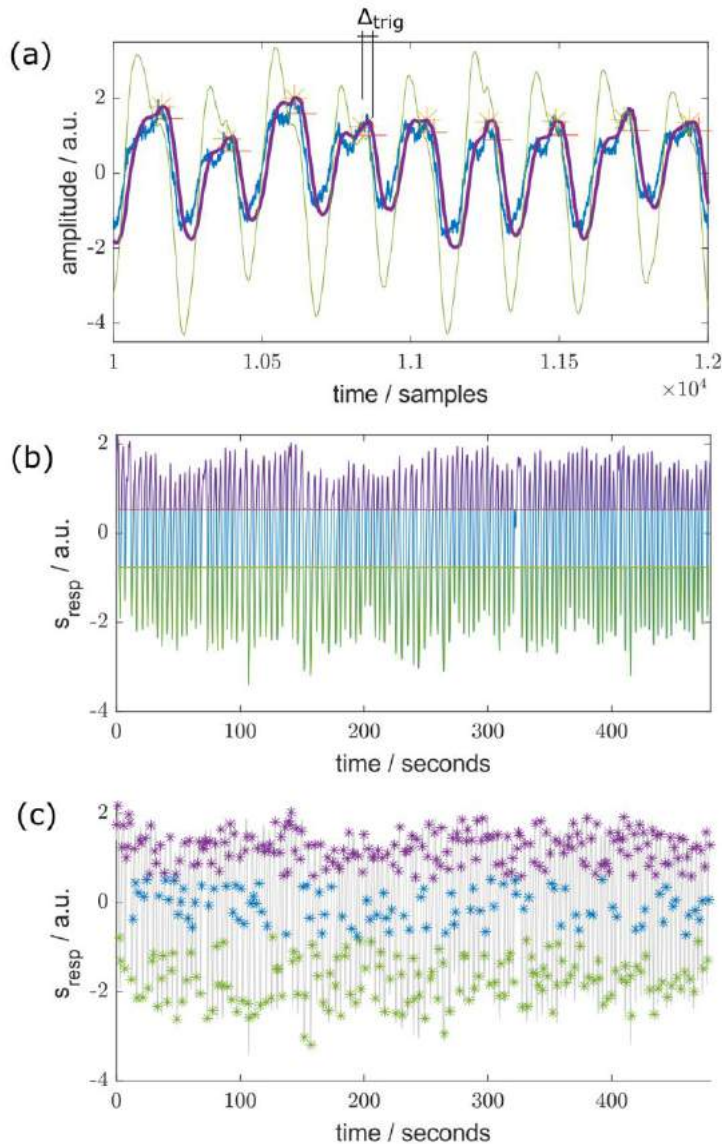 Δtrig
(a)
amplitude / a.u.
2
0
-2
-4
1
1.05
1.1
1.15
1.2
×10⁴
time / samples
(b)
s_resp / a.u.
2
0
-2
-4
0
100
200
300
400
time / seconds
(c)
s_resp / a.u.
2
0
-2
-4
0
100
200
300
400
time / seconds